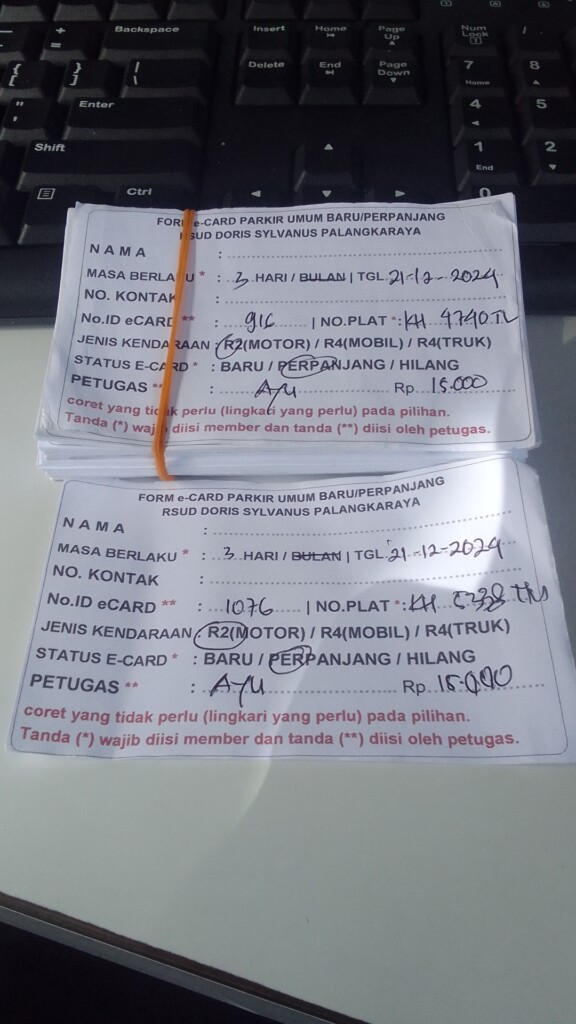 Backspace
Insert
Home
Page Up
Num Lock
/
+
=
{
[
}
]
|
\
Delete
End
Page Down
7
Home
8
"
'
Enter
4
5
Shift
1
End
2
Ctrl
0
FORM e-CARD PARKIR UMUM BARU/PERPANJANG
RSUD DORIS SYLVANUS PALANGKARAYA
NAMA :
MASA BERLAKU * : 3 HARI / BULAN | TGL. 21-12-2024
NO. KONTAK :
No.ID eCARD ** : 916 | NO.PLAT *: KH 4740 TL
JENIS KENDARAAN : R2(MOTOR) / R4(MOBIL) / R4(TRUK)
STATUS E-CARD * : BARU / PERPANJANG / HILANG
PETUGAS ** : AYU Rp. 15.000
coret yang tidak perlu (lingkari yang perlu) pada pilihan.
Tanda (*) wajib diisi member dan tanda (**) diisi oleh petugas.
FORM e-CARD PARKIR UMUM BARU/PERPANJANG
RSUD DORIS SYLVANUS PALANGKARAYA
NAMA :
MASA BERLAKU * : 3 HARI / BULAN | TGL. 21-12-2024
NO. KONTAK :
No.ID eCARD ** : 1076 | NO.PLAT *: KH
JENIS KENDARAAN : R2(MOTOR) / R4(MOBIL) / R4(TRUK)
STATUS E-CARD * : BARU / PERPANJANG / HILANG
PETUGAS ** : AYU Rp. 15.000
coret yang tidak perlu (lingkari yang perlu) pada pilihan.
Tanda (*) wajib diisi member dan tanda (**) diisi oleh petugas.